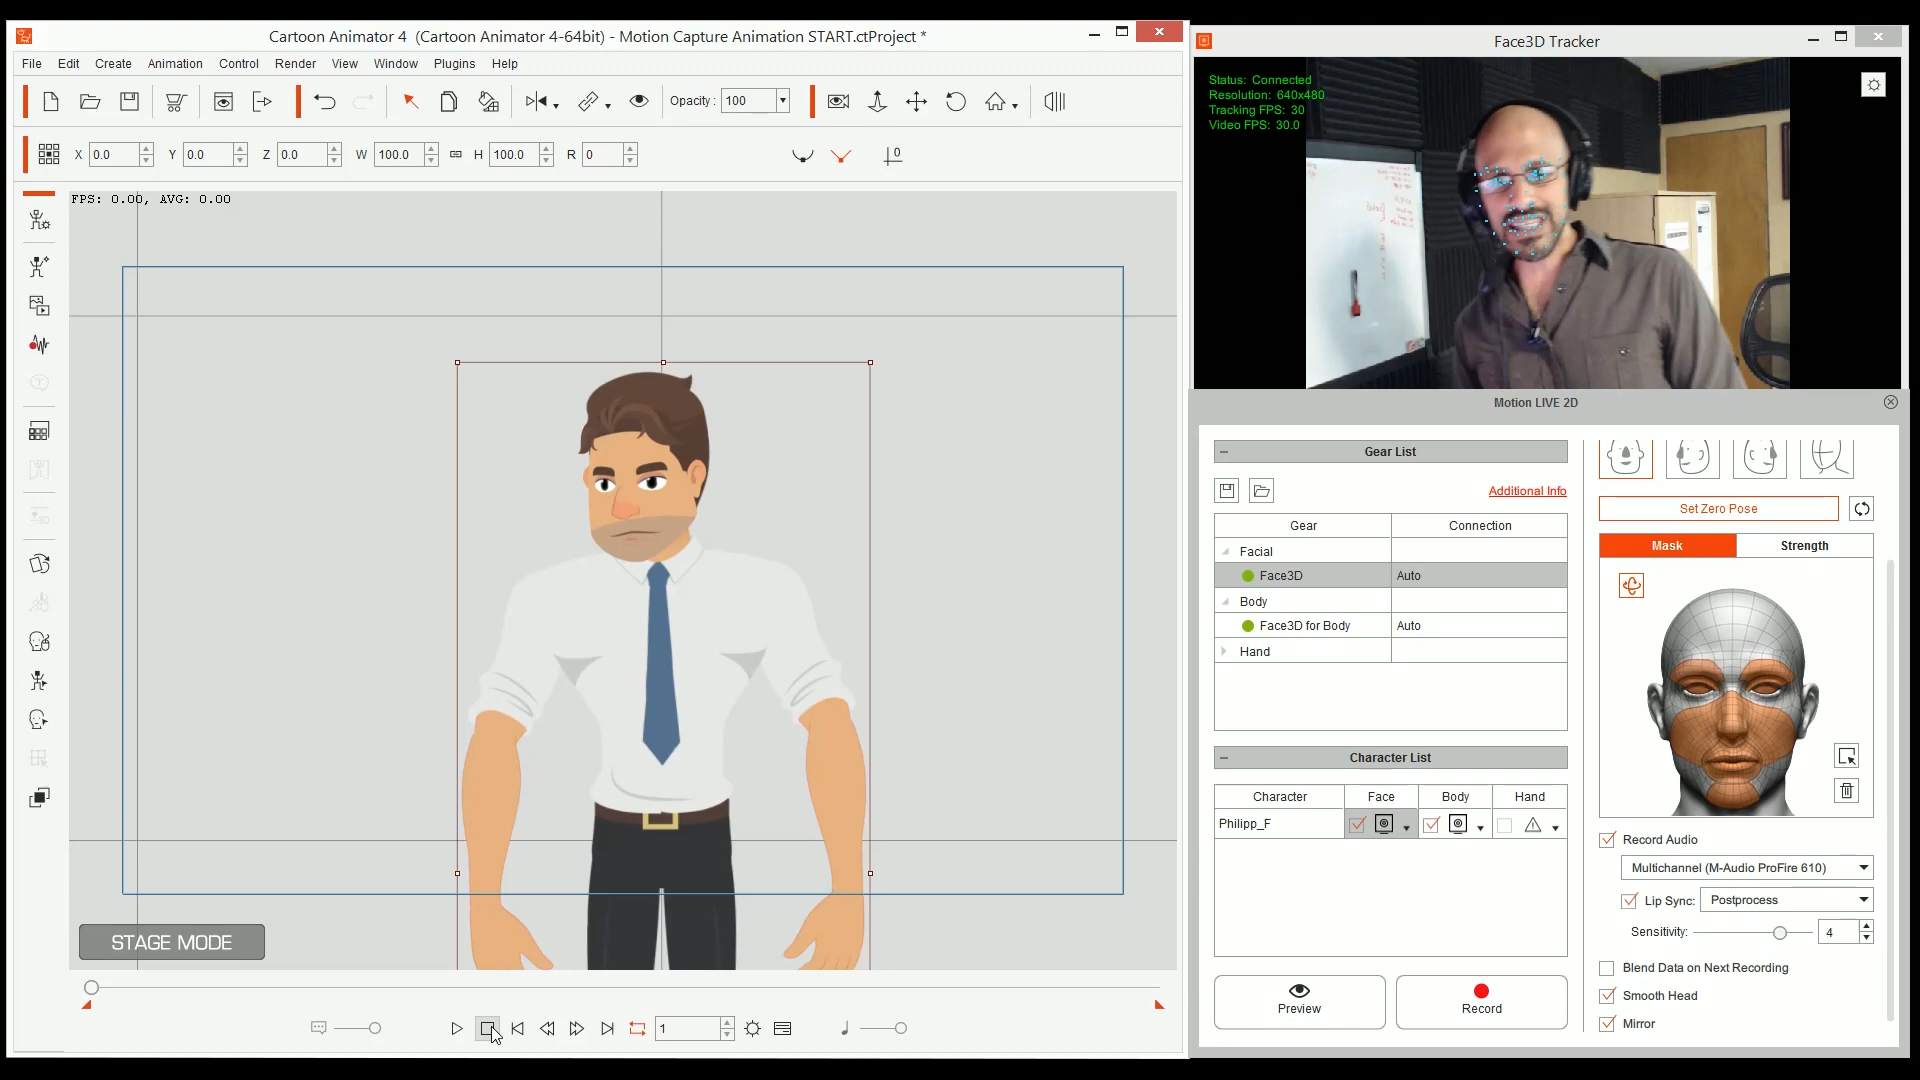 Cartoon Animator 4 (Cartoon Animator 4-64bit) - Motion Capture Animation START.ctProject *
File Edit Create Animation Control Render View Window Plugins Help
Opacity : 100
X 0.0 Y 0.0 Z 0.0 W 100.0 H 100.0 R 0
0
FPS: 0.00, AVG: 0.00
STAGE MODE
1
Face3D Tracker
Status: Connected
Resolution: 640x480
Tracking FPS: 30
Video FPS: 30.0
Motion LIVE 2D
Gear List
Additional Info
Gear Connection
Facial
Face3D Auto
Body
Face3D for Body Auto
Hand
Character List
Character Face Body Hand
Philipp_F
Preview
Record
Set Zero Pose
Mask Strength
Record Audio
Multichannel (M-Audio ProFire 610)
Lip Sync: Postprocess
Sensitivity: 4
Blend Data on Next Recording
Smooth Head
Mirror